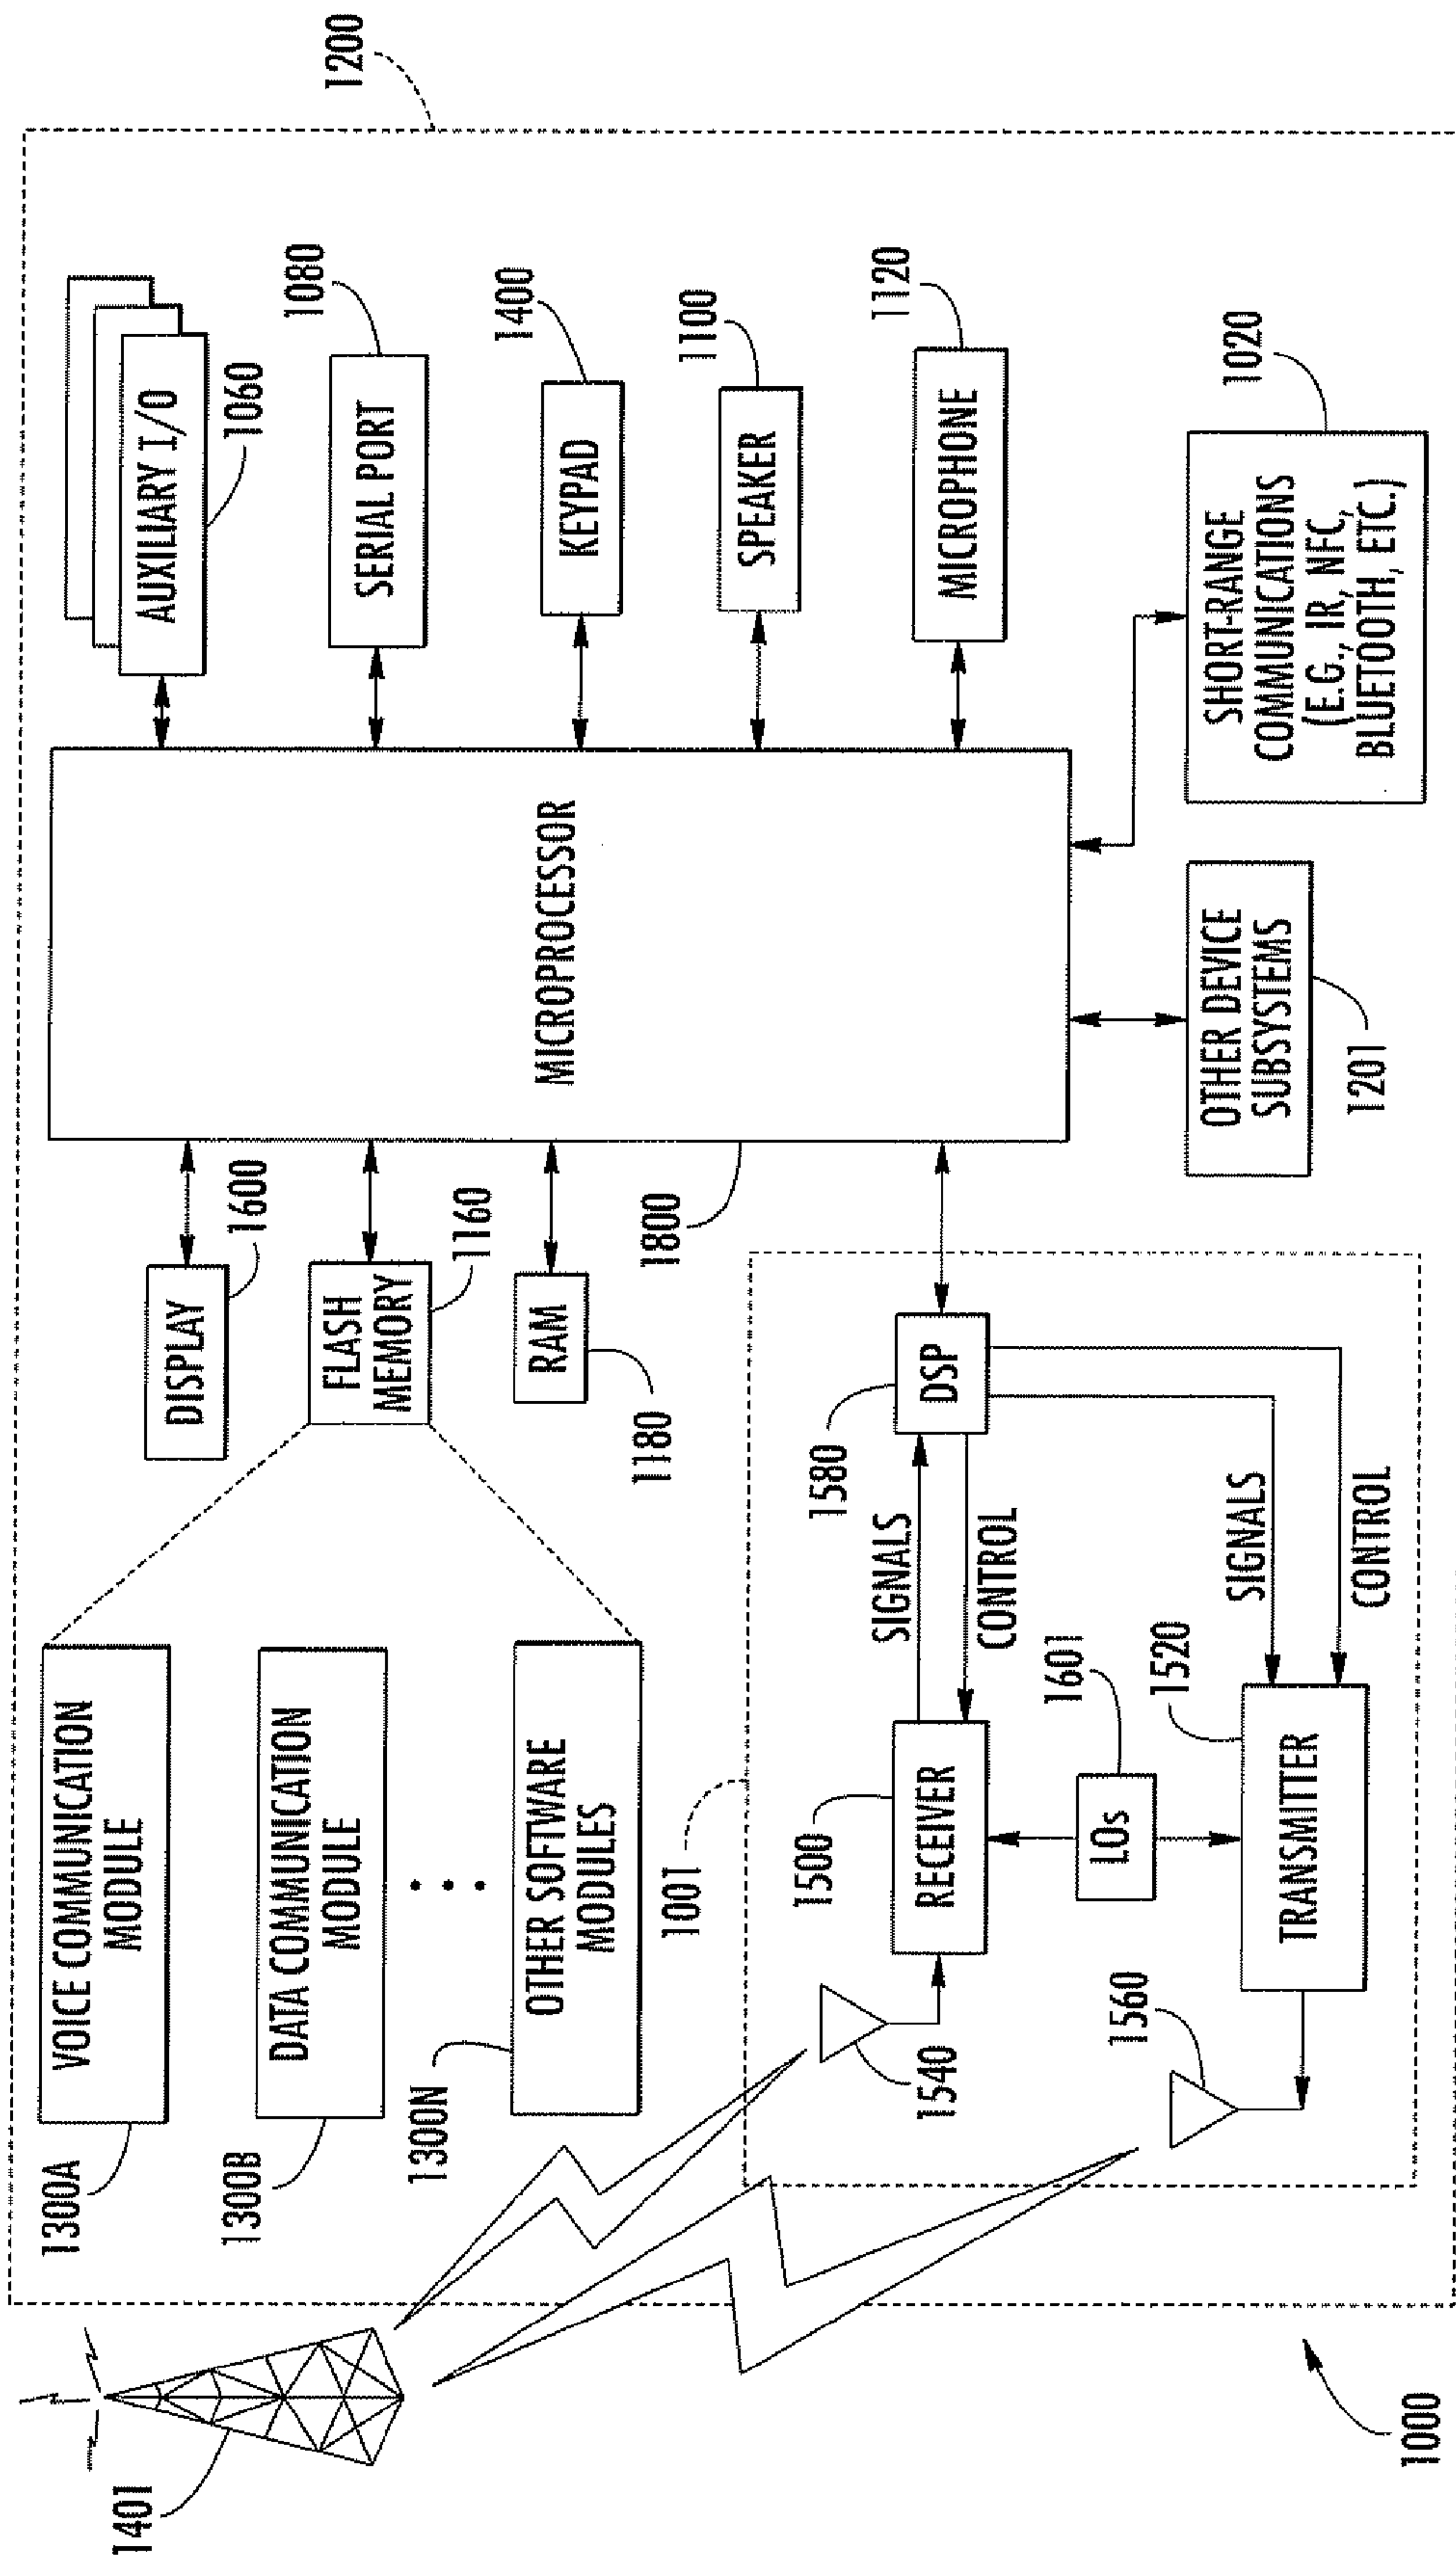 1200
AUXILIARY I/O
1060
SERIAL PORT
1080
KEYPAD
1400
SPEAKER
1100
MICROPHONE
1120
SHORT-RANGE
COMMUNICATIONS
(E.G., IR, NFC,
BLUETOOTH, ETC.)
1020
MICROPROCESSOR
1800
OTHER DEVICE
SUBSYSTEMS
1201
DISPLAY
1600
FLASH
MEMORY
1160
RAM
1180
VOICE COMMUNICATION
MODULE
1300A
DATA COMMUNICATION
MODULE
1300B
OTHER SOFTWARE
MODULES
1300N
1001
DSP
1580
SIGNALS
CONTROL
SIGNALS
CONTROL
RECEIVER
1500
LOs
1601
TRANSMITTER
1520
1540
1560
1401
1000